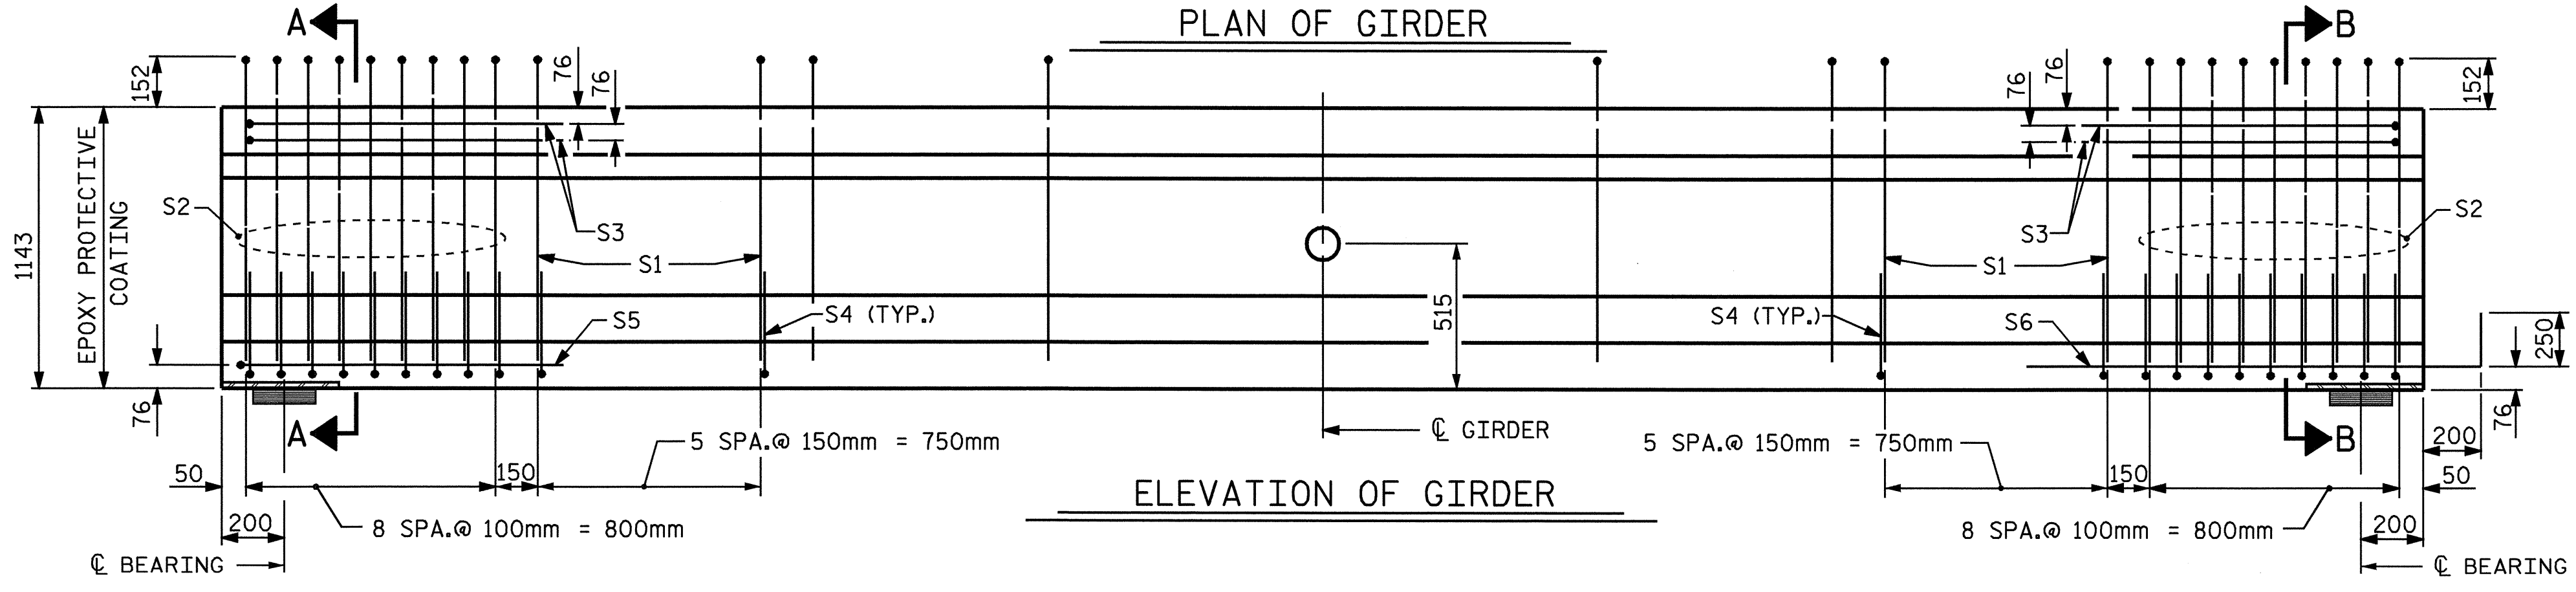 PLAN OF GIRDER
A
B
152
76
76
76
76
152
1143
EPOXY PROTECTIVE
COATING
S2
S3
S1
S5
S4 (TYP.)
515
S3
S1
S2
S4 (TYP.)
S6
250
76
A
B
76
200
℄ GIRDER
5 SPA.@ 150mm = 750mm
5 SPA.@ 150mm = 750mm
50
150
150
50
ELEVATION OF GIRDER
8 SPA.@ 100mm = 800mm
8 SPA.@ 100mm = 800mm
200
200
℄ BEARING
℄ BEARING